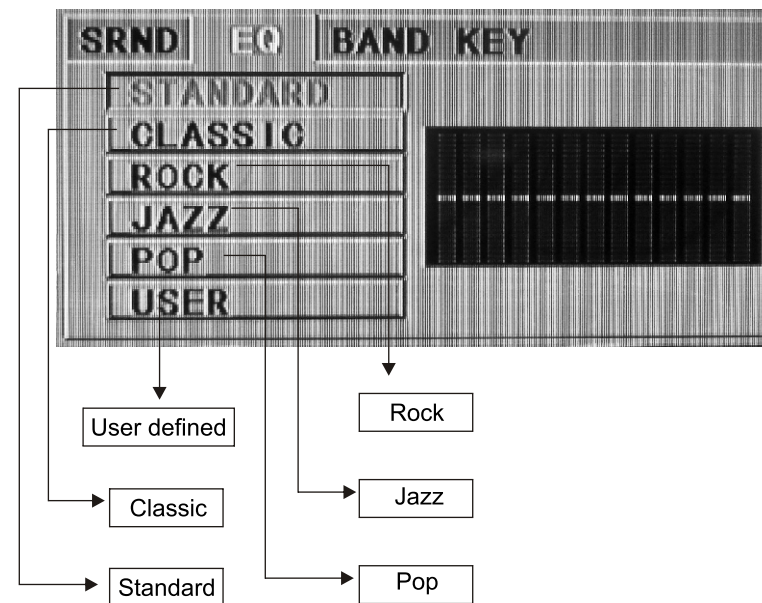 SRND EQ BAND KEY
STANDARD
CLASSIC
ROCK
JAZZ
POP
USER
User defined
Rock
Classic
Jazz
Standard
Pop